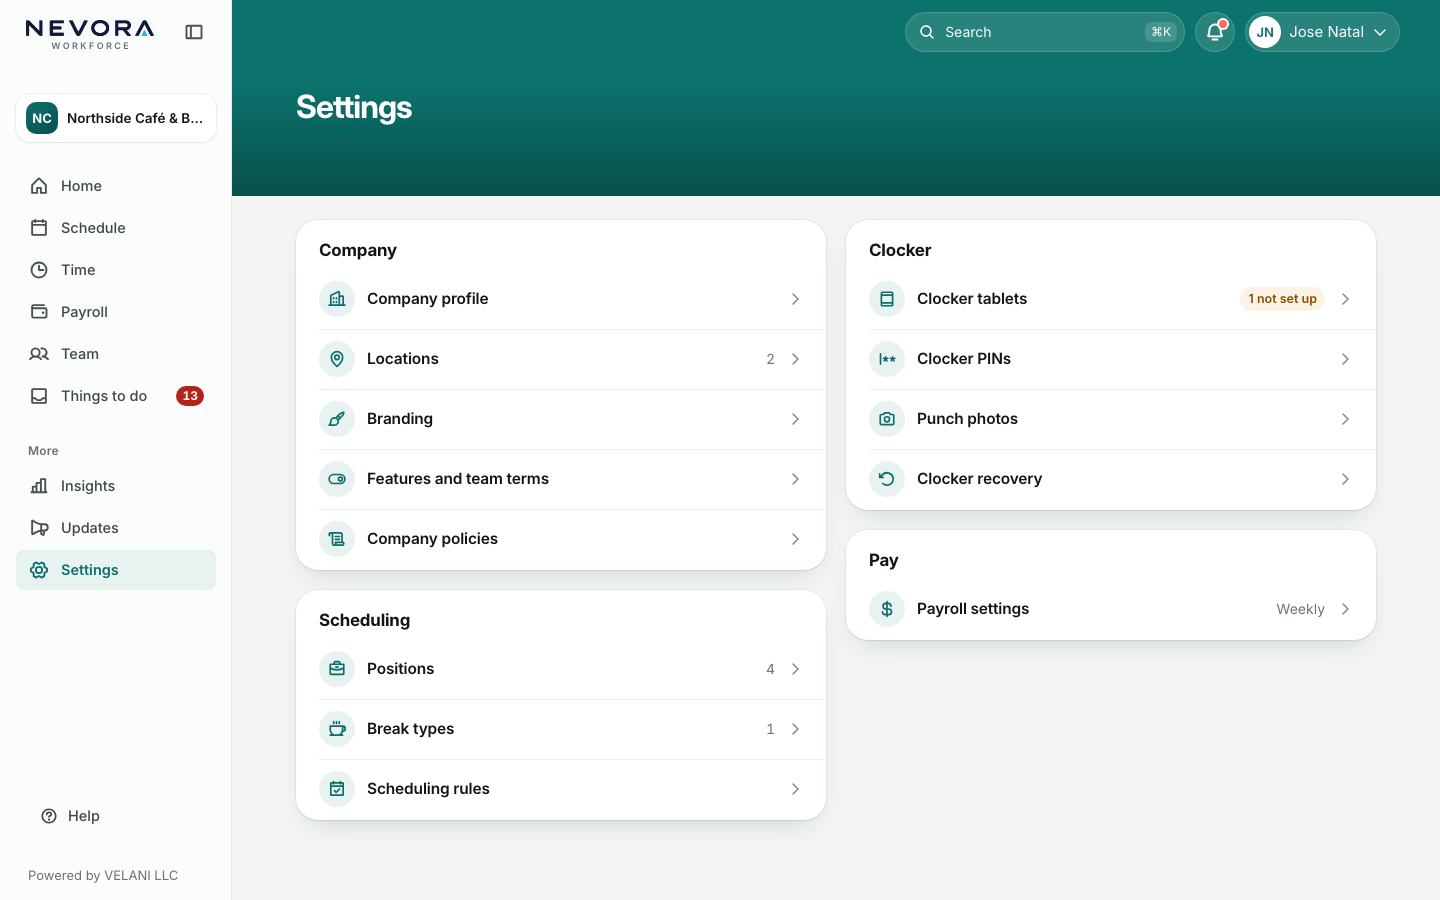 NEVORA
WORKFORCE
Search
⌘K
JN
Jose Natal
NC
Northside Café & B...
Settings
Home
Schedule
Time
Payroll
Team
Things to do
13
More
Insights
Updates
Settings
Help
Powered by VELANI LLC
Company
Company profile
Locations
2
Branding
Features and team terms
Company policies
Scheduling
Positions
4
Break types
1
Scheduling rules
Clocker
Clocker tablets
1 not set up
Clocker PINs
Punch photos
Clocker recovery
Pay
Payroll settings
Weekly